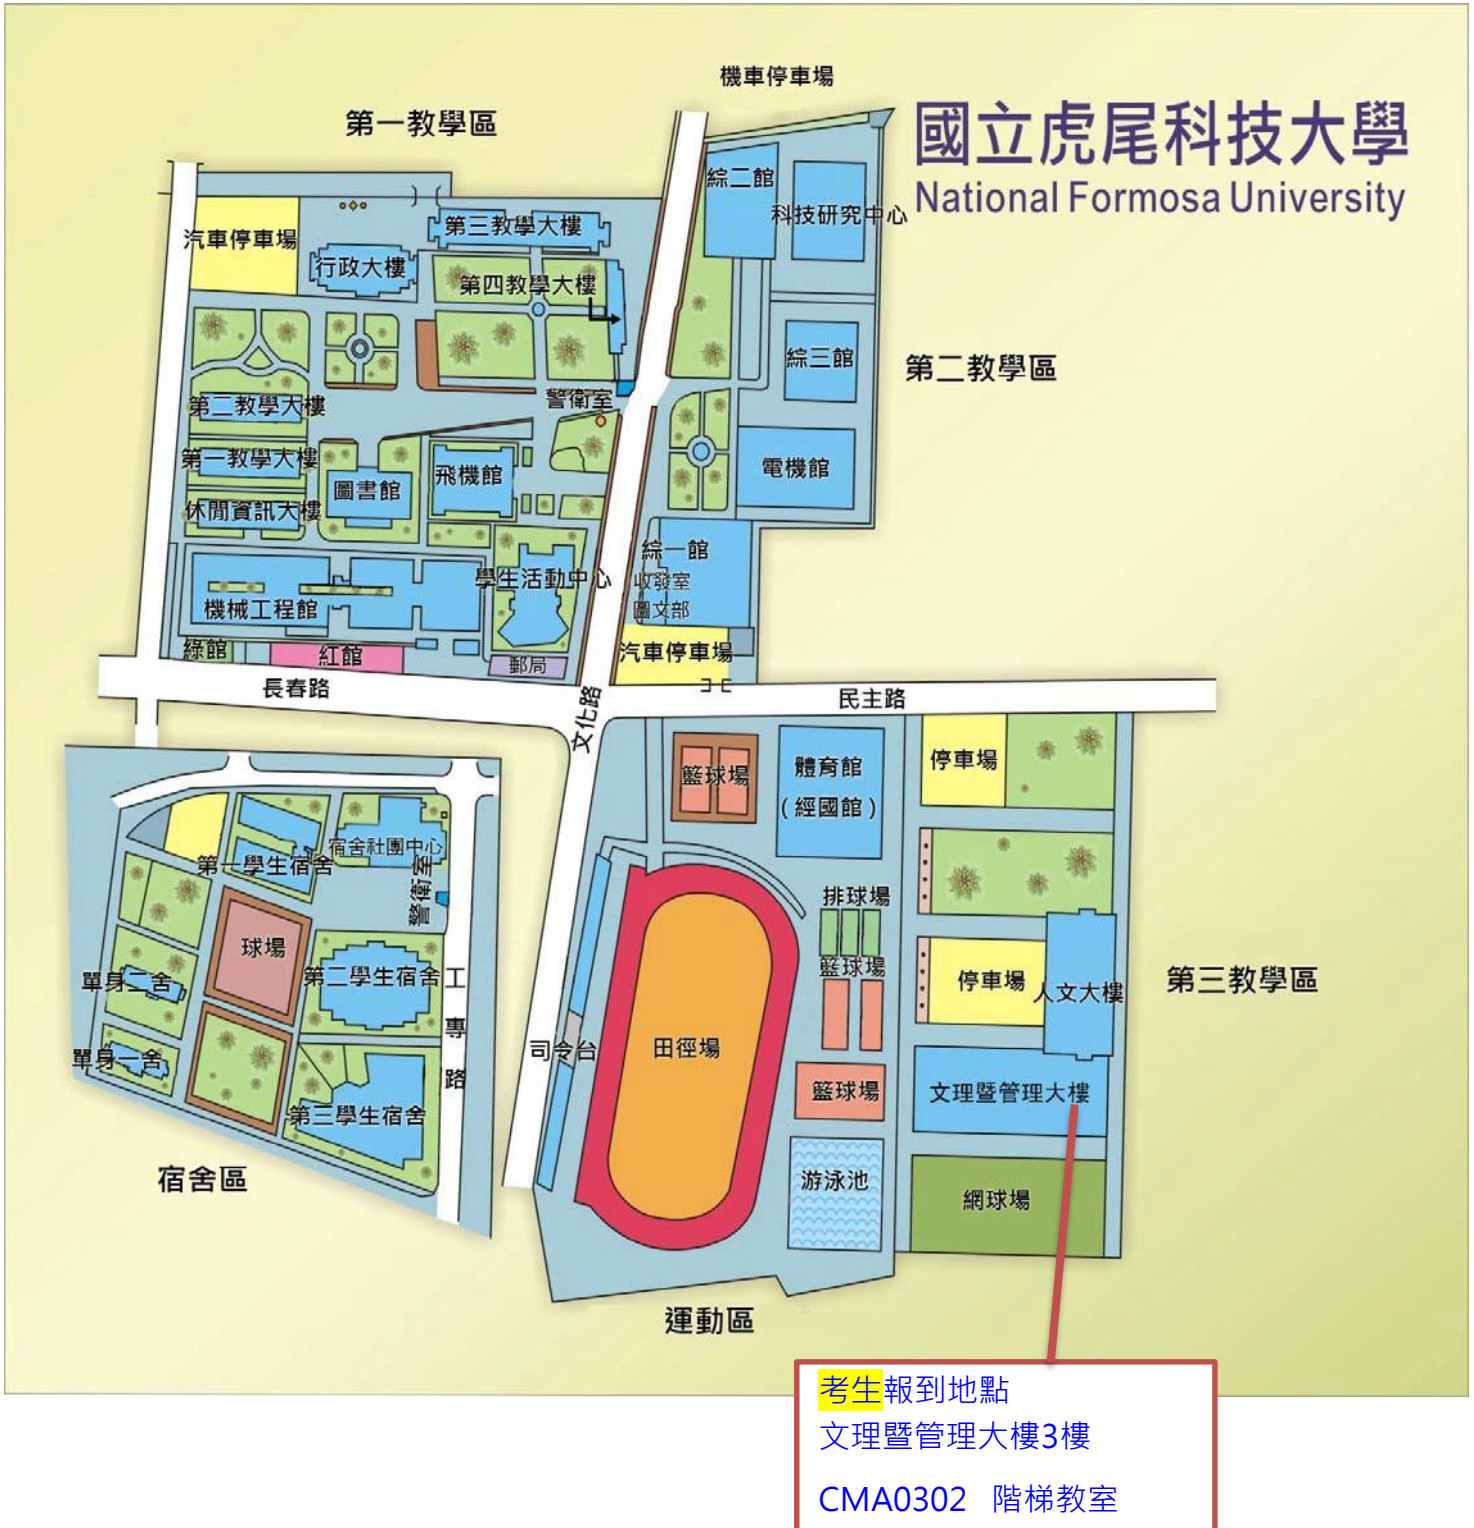 機車停車場
第一教學區
國立虎尾科技大學
National Formosa University
綜二館
科技研究中心
汽車停車場
第三教學大樓
行政大樓
第四教學大樓
綜三館
第二教學區
警衛室
第二教學大樓
第一教學大樓
圖書館
飛機館
電機館
休閒資訊大樓
綜一館
收發室
圖文部
學生活動中心
機械工程館
綠館
紅館
郵局
汽車停車場
長春路
文化路
民主路
籃球場
體育館
(經國館)
停車場
宿舍社團中心
第一學生宿舍
警衛室
排球場
球場
籃球場
第二學生宿舍
單身二舍
停車場
人文大樓
第三教學區
工專路
司令台
田徑場
單身一舍
籃球場
文理暨管理大樓
第三學生宿舍
宿舍區
游泳池
網球場
運動區
考生報到地點
文理暨管理大樓3樓
CMA0302 階梯教室